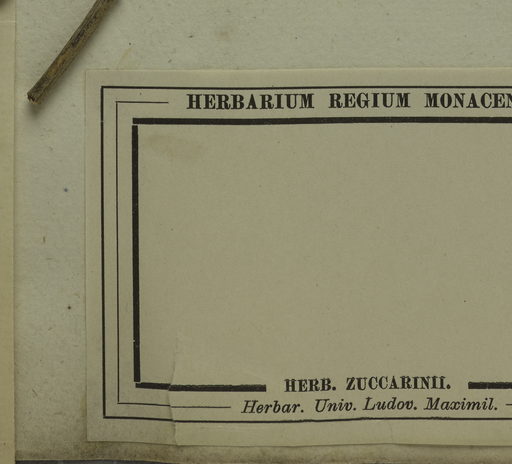 HERBARIUM REGIUM MONACEN
HERB. ZUCCARINII.
Herbar. Univ. Ludov. Maximil. –